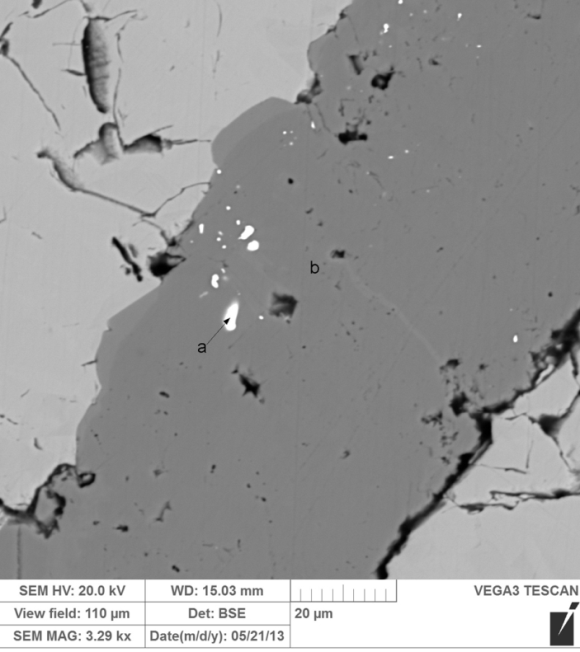 b
a
SEM HV: 20.0 kV WD: 15.03 mm VEGA3 TESCAN
View field: 110 µm Det: BSE 20 µm
SEM MAG: 3.29 kx Date(m/d/y): 05/21/13